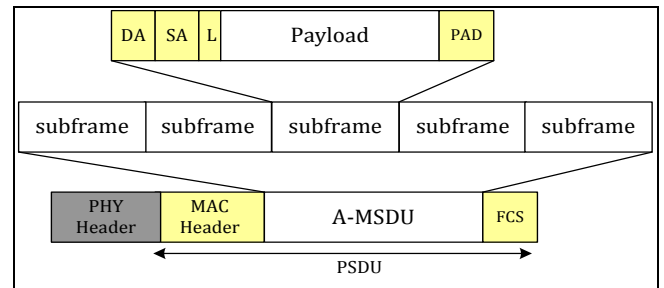 DA SA L Payload PAD
subframe subframe subframe subframe subframe
PHY Header MAC Header A-MSDU FCS
PSDU